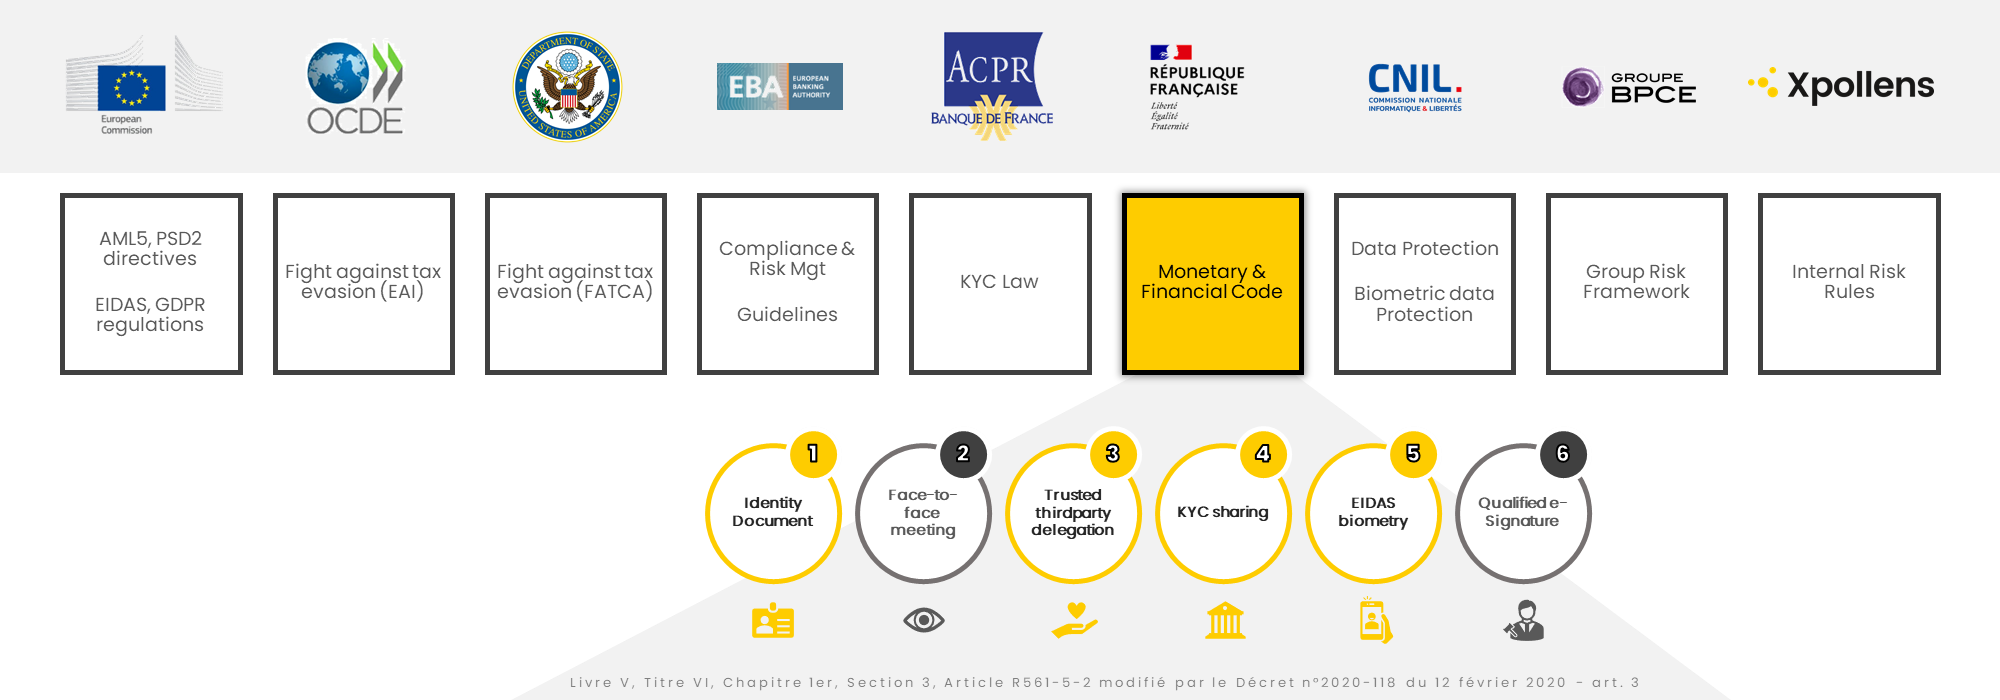 European
Commission
OCDE
DEPARTMENT OF STATE
UNITED STATES OF AMERICA
EBA
EUROPEAN
BANKING
AUTHORITY
ACPR
BANQUE DE FRANCE
RÉPUBLIQUE
FRANÇAISE
Liberté
Égalité
Fraternité
CNIL.
COMMISSION NATIONALE
INFORMATIQUE & LIBERTÉS
GROUPE
BPCE
Xpollens
AML5, PSD2
directives
EIDAS, GDPR
regulations
Fight against tax
evasion (EAI)
Fight against tax
evasion (FATCA)
Compliance &
Risk Mgt
Guidelines
KYC Law
Monetary &
Financial Code
Data Protection
Biometric data
Protection
Group Risk
Framework
Internal Risk
Rules
1
Identity
Document
2
Face-to-
face
meeting
3
Trusted
thirdparty
delegation
4
KYC sharing
5
EIDAS
biometry
6
Qualified e-
Signature
Livre V, Titre VI, Chapitre 1er, Section 3, Article R561-5-2 modifié par le Décret n°2020-118 du 12 février 2020 - art. 3